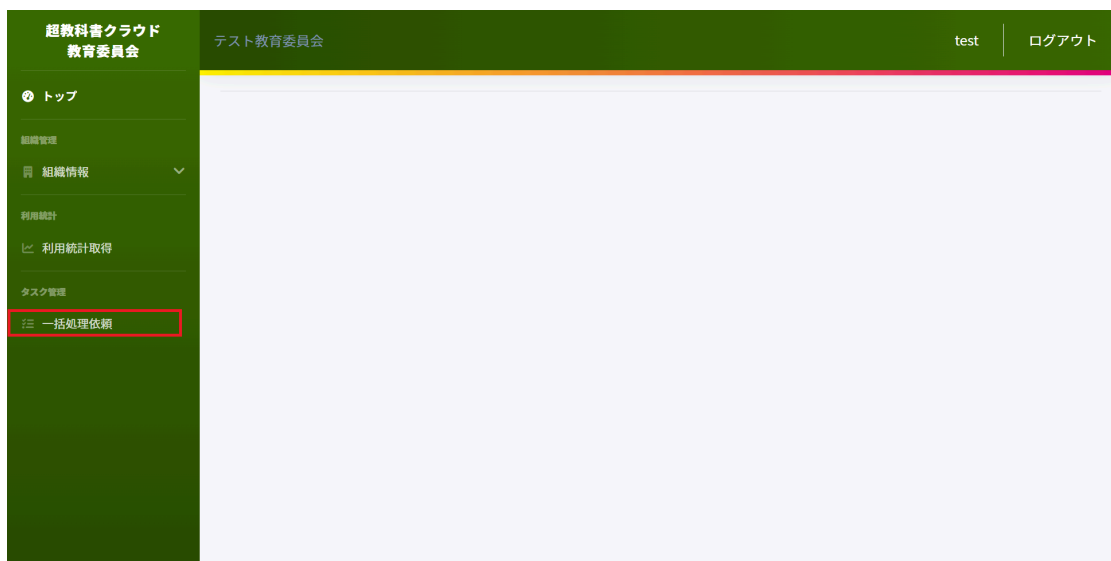 超教科書クラウド
教育委員会
テスト教育委員会
test
ログアウト
トップ
組織管理
組織情報
利用統計
利用統計取得
タスク管理
一括処理依頼